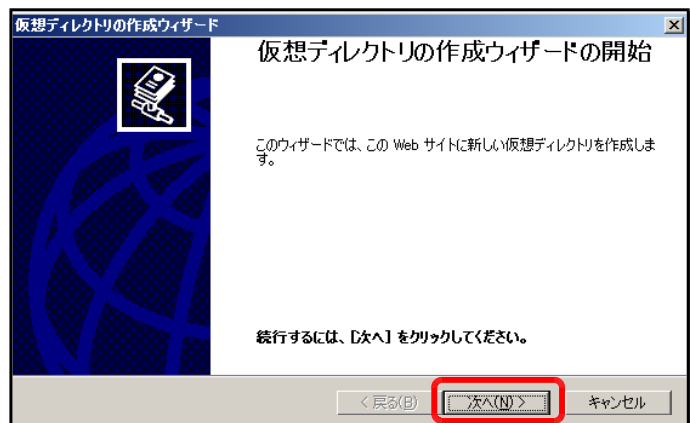 仮想ディレクトリの作成ウィザード
仮想ディレクトリの作成ウィザードの開始
このウィザードでは、この Web サイトに新しい仮想ディレクトリを作成しま
す。
続行するには、[次へ] をクリックしてください。
< 戻る(B) 次へ(N) > キャンセル